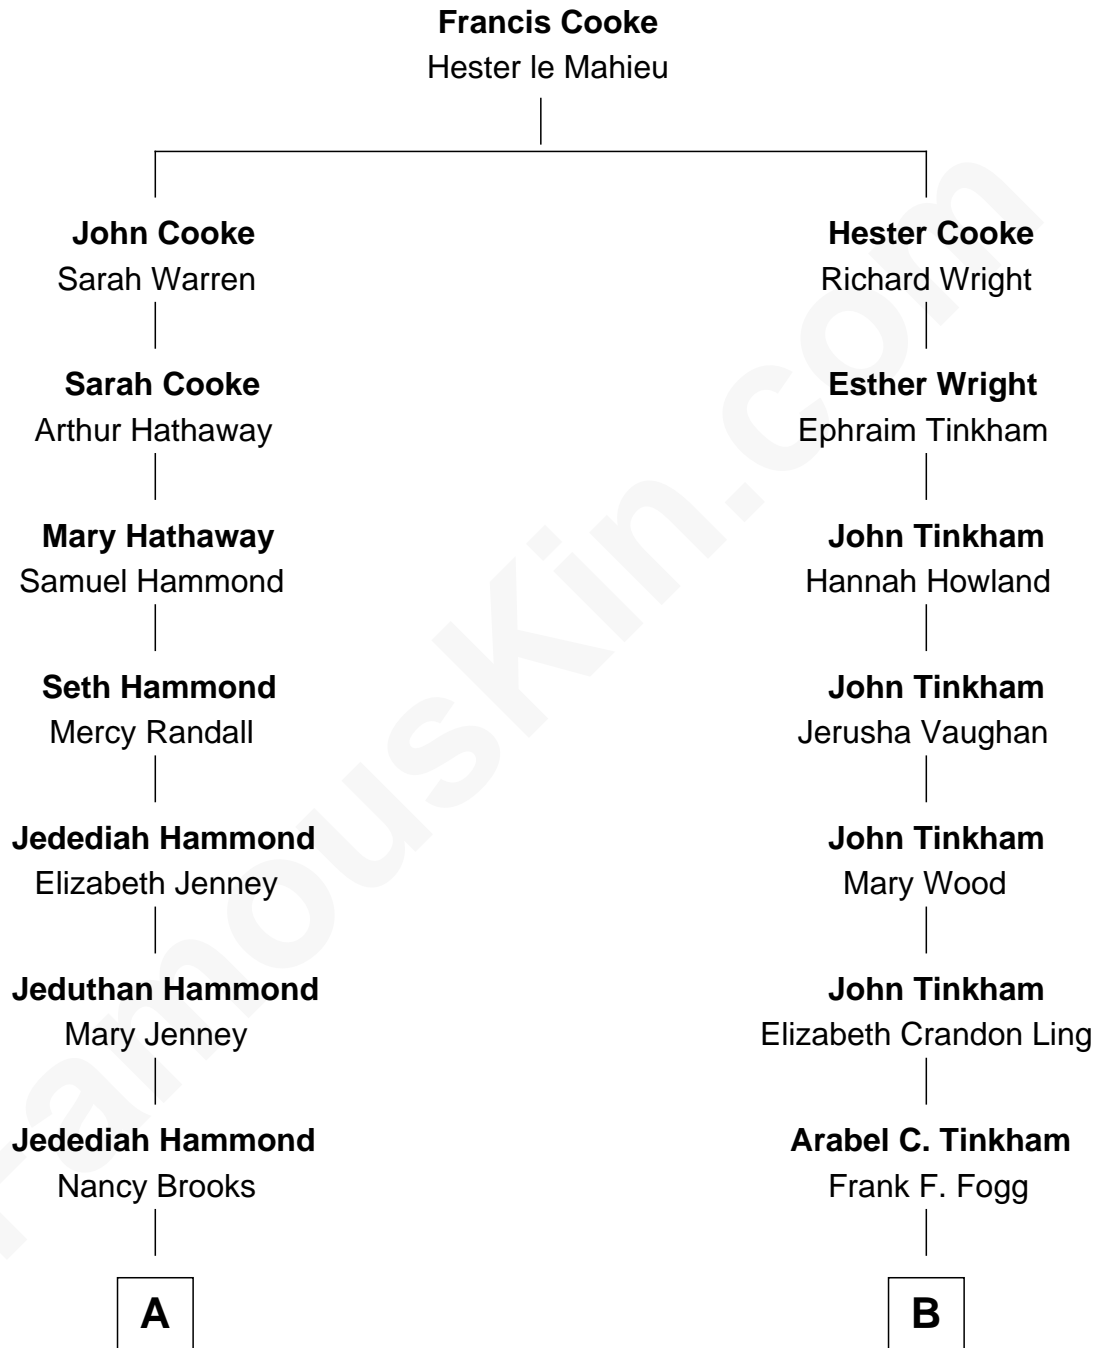 Francis Cooke
Hester le Mahieu
John Cooke
Sarah Warren
Hester Cooke
Richard Wright
Sarah Cooke
Arthur Hathaway
Esther Wright
Ephraim Tinkham
Mary Hathaway
Samuel Hammond
John Tinkham
Hannah Howland
Seth Hammond
Mercy Randall
John Tinkham
Jerusha Vaughan
Jedediah Hammond
Elizabeth Jenney
John Tinkham
Mary Wood
Jeduthan Hammond
Mary Jenney
John Tinkham
Elizabeth Crandon Ling
Jedediah Hammond
Nancy Brooks
Arabel C. Tinkham
Frank F. Fogg
A
B
FamousKin.com